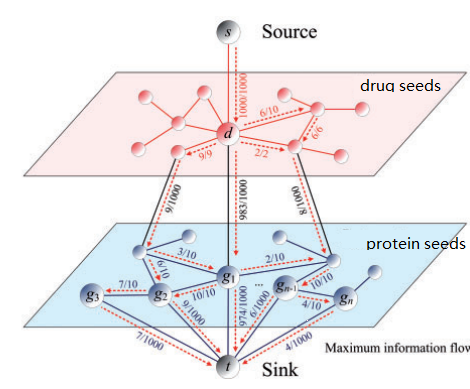 s Source
1000/1000
drug seeds
6/10
d
6/6
9/9
2/2
9/1000
983/1000
8/1000
protein seeds
3/10
2/10
6/10
g1
7/10
10/10
...
10/10
g3
g2
gn-1
gn
4/10
9/1000
974/1000
6/1000
7/1000
4/1000
Maximum information flow
t Sink